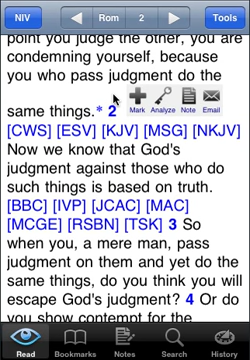 NIV
Rom
2
Tools
point you judge the other, you are
condemning yourself, because
you who pass judgment do the
Mark Analyze Note Email
same things.* 2
[CWS] [ESV] [KJV] [MSG] [NKJV]
Now we know that God's
judgment against those who do
such things is based on truth.
[BBC] [IVP] [JCAC] [MAC]
[MCGE] [RSBN] [TSK] 3 So
when you, a mere man, pass
judgment on them and yet do the
same things, do you think you will
escape God's judgment? 4 Or do
you show contempt for the
Read Bookmarks Notes Search History